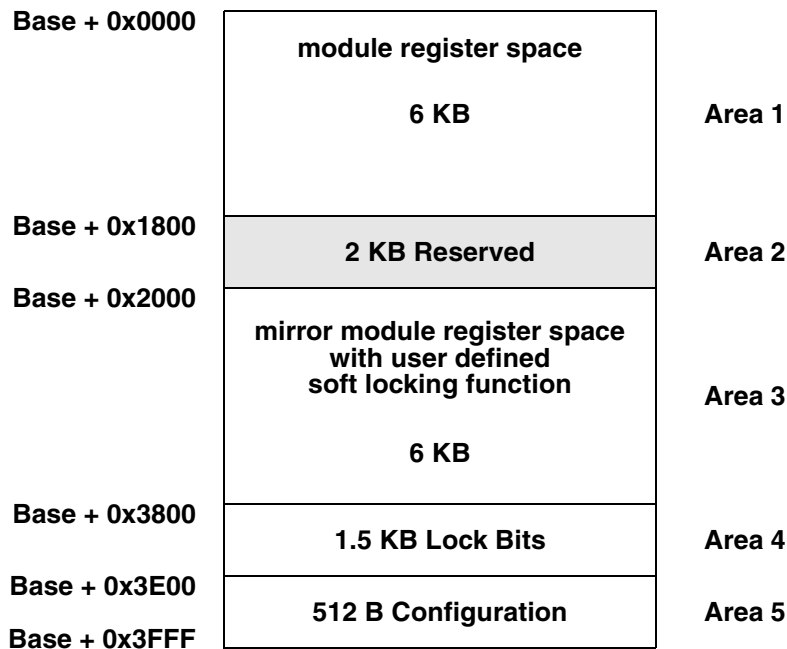 Base + 0x0000
module register space
6 KB
Area 1
Base + 0x1800
2 KB Reserved
Area 2
Base + 0x2000
mirror module register space
with user defined
soft locking function
Area 3
6 KB
Base + 0x3800
1.5 KB Lock Bits
Area 4
Base + 0x3E00
512 B Configuration
Area 5
Base + 0x3FFF